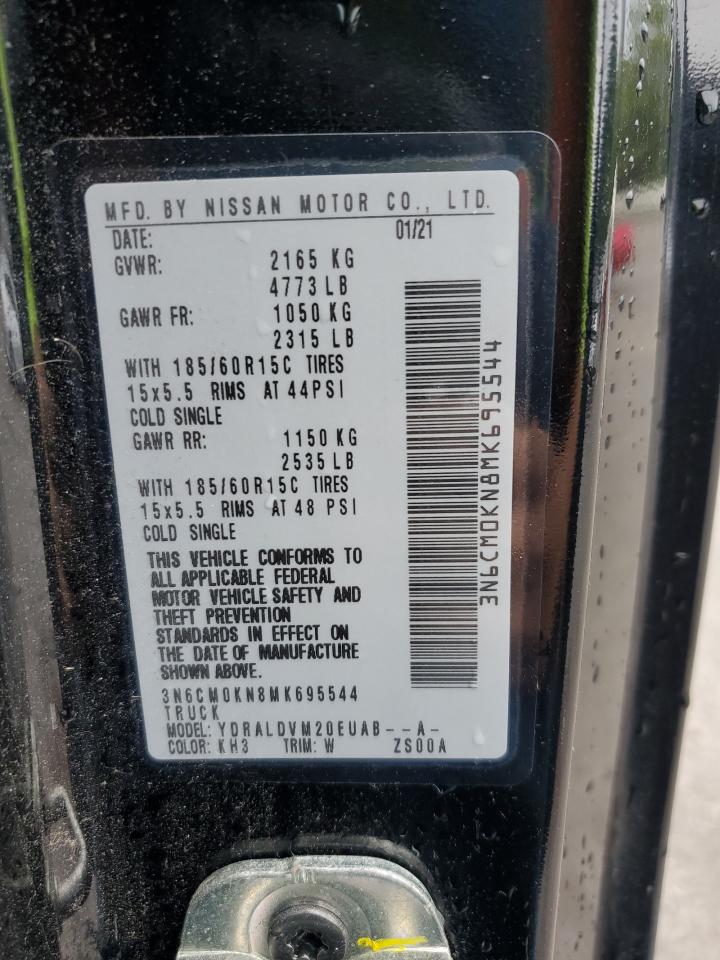 MFD. BY NISSAN MOTOR CO., LTD.
DATE: 01/21
GVWR: 2165 KG
4773 LB
GAWR FR: 1050 KG
2315 LB
WITH 185/60R15C TIRES
15x5.5 RIMS AT 44PSI
COLD SINGLE
GAWR RR: 1150 KG
2535 LB
WITH 185/60R15C TIRES
15x5.5 RIMS AT 48 PSI
COLD SINGLE
THIS VEHICLE CONFORMS TO
ALL APPLICABLE FEDERAL
MOTOR VEHICLE SAFETY AND
THEFT PREVENTION
STANDARDS IN EFFECT ON
THE DATE OF MANUFACTURE
SHOWN ABOVE.
3N6CM0KN8MK695544
TRUCK
MODEL: YDRALDVM20EUAB--A-
COLOR: KH3 TRIM: W ZS00A
3N6CM0KN8MK695544